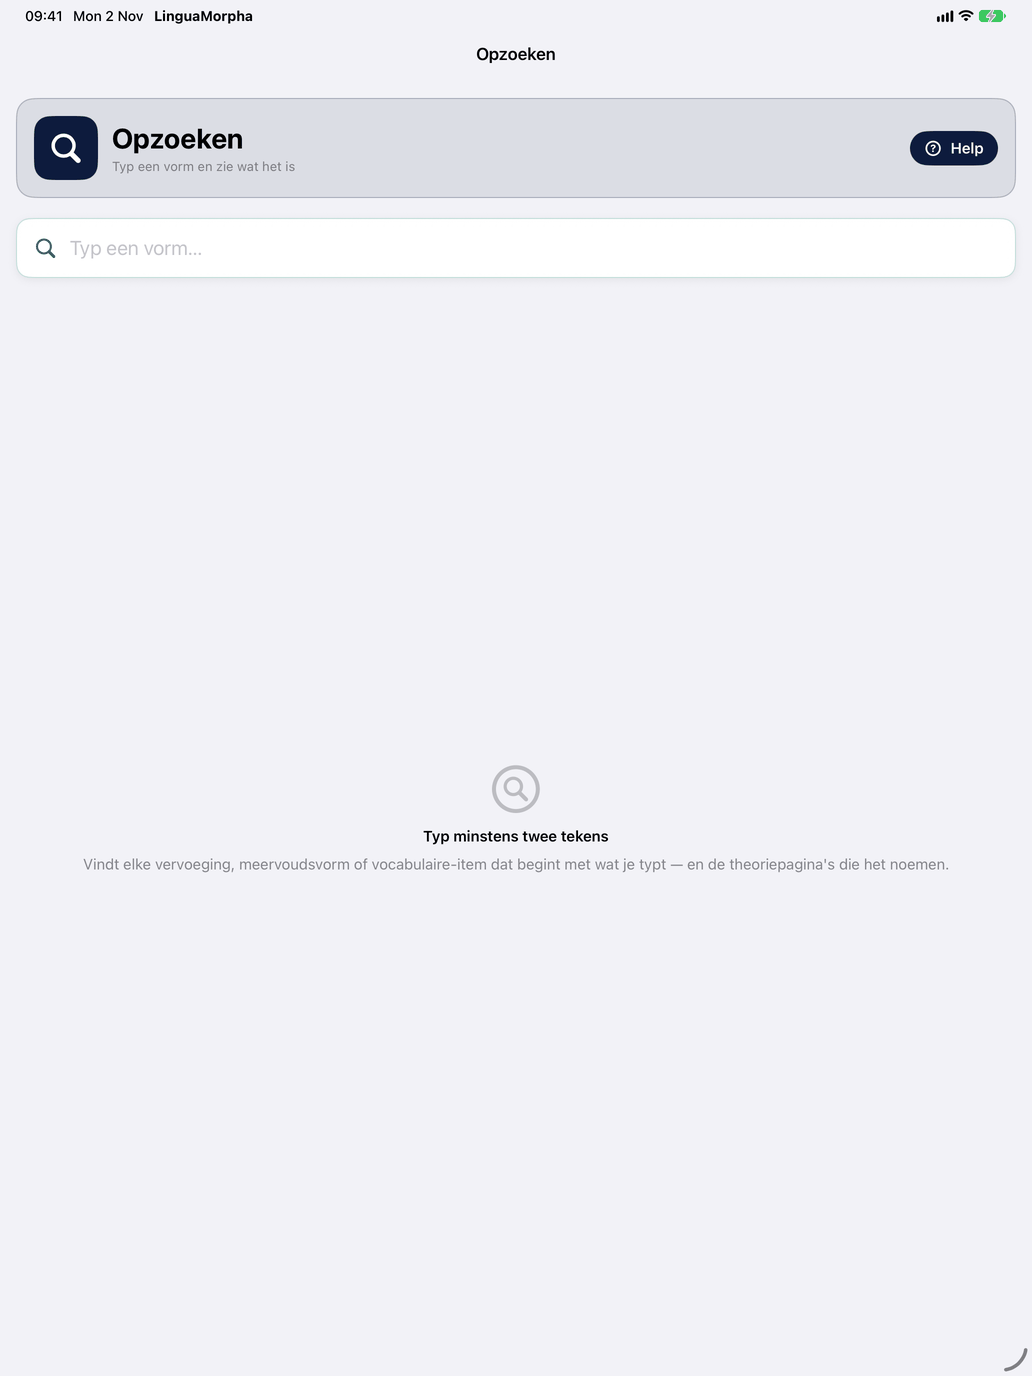 09:41 Mon 2 Nov LinguaMorpha
Opzoeken
Opzoeken
Typ een vorm en zie wat het is
Help
Typ een vorm...
Typ minstens twee tekens
Vindt elke vervoeging, meervoudsvorm of vocabulaire-item dat begint met wat je typt — en de theoriepagina's die het noemen.